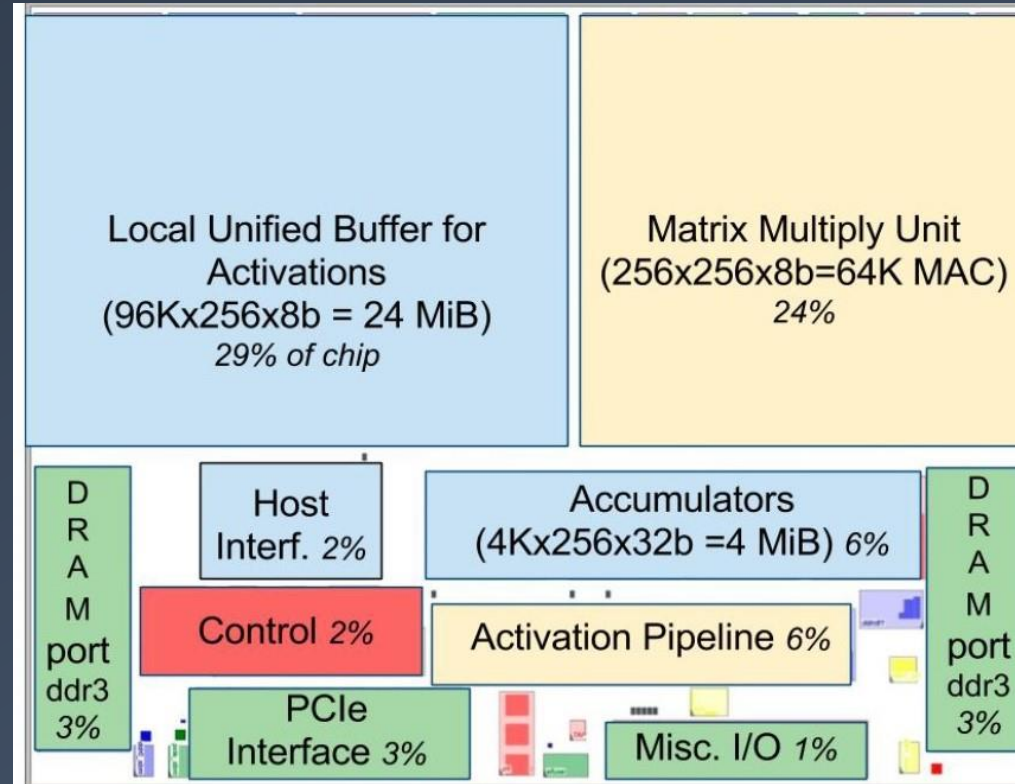 Local Unified Buffer for
Activations
(96Kx256x8b = 24 MiB)
29% of chip
Matrix Multiply Unit
(256x256x8b=64K MAC)
24%
D
R
A
M
port
ddr3
3%
Host
Interf. 2%
Accumulators
(4Kx256x32b =4 MiB) 6%
D
R
A
M
port
ddr3
3%
Control 2%
Activation Pipeline 6%
PCIe
Interface 3%
Misc. I/O 1%